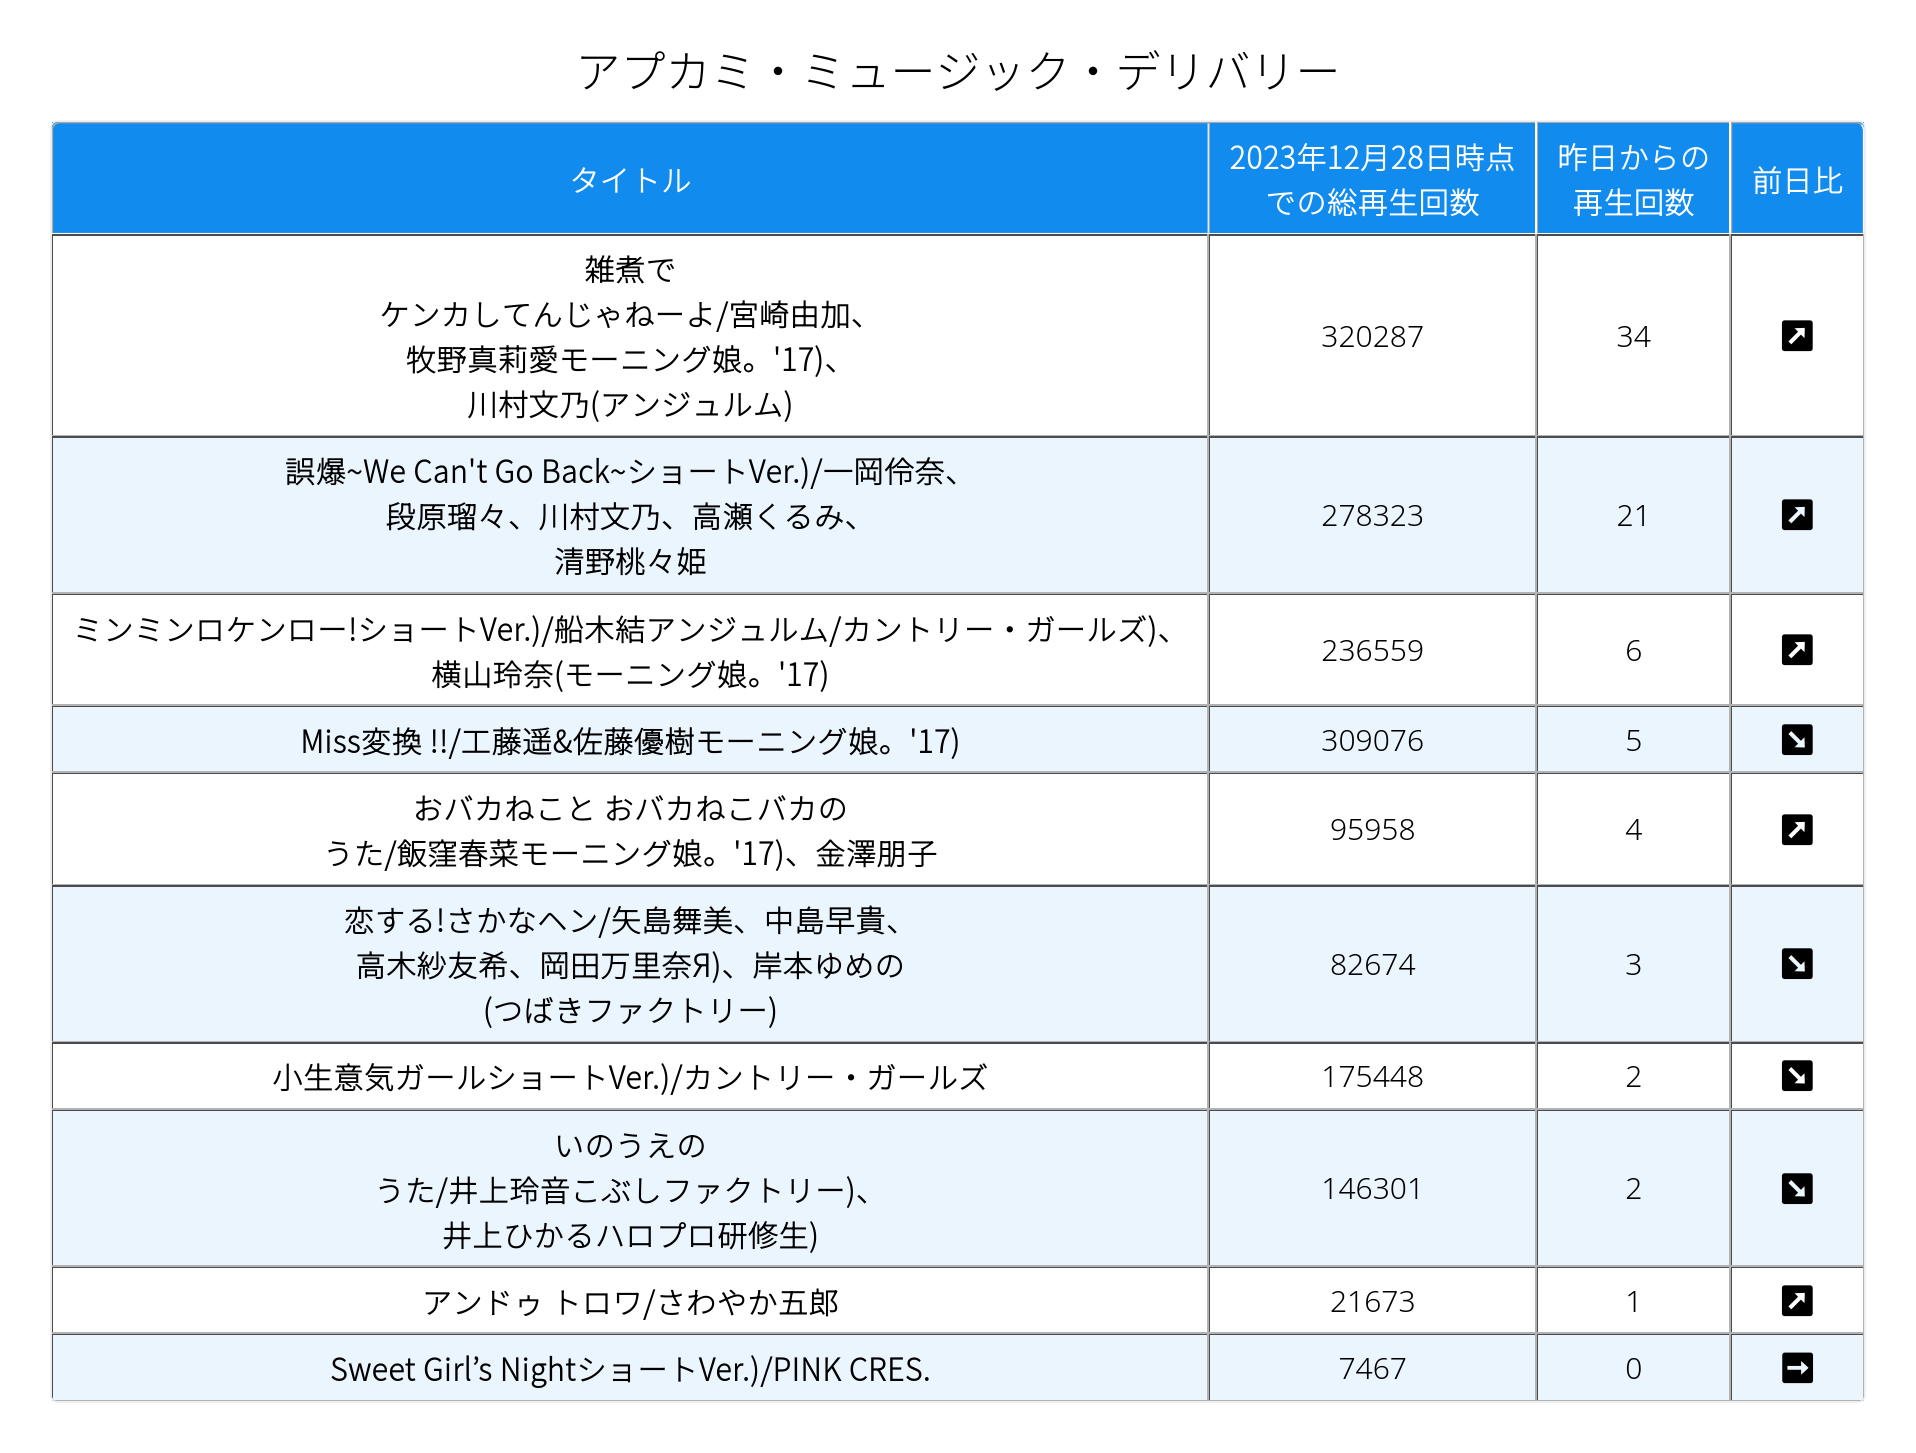 アプカミ・ミュージック・デリバリー
タイトル
2023年12月28日時点
での総再生回数
昨日からの
再生回数
前日比
雑煮で
ケンカしてんじゃねーよ/宮崎由加、
牧野真莉愛モーニング娘。'17)、
川村文乃(アンジュルム)
320287
34
誤爆~We Can't Go Back~ショートVer.)/一岡伶奈、
段原瑠々、川村文乃、高瀬くるみ、
清野桃々姫
278323
21
ミンミンロケンロー!ショートVer.)/船木結アンジュルム/カントリー・ガールズ)、
横山玲奈(モーニング娘。'17)
236559
6
Miss変換 !!/工藤遥&佐藤優樹モーニング娘。'17)
309076
5
おバカねこと おバカねこバカの
うた/飯窪春菜モーニング娘。'17)、金澤朋子
95958
4
恋する!さかなヘン/矢島舞美、中島早貴、
高木紗友希、岡田万里奈Я)、岸本ゆめの
(つばきファクトリー)
82674
3
小生意気ガールショートVer.)/カントリー・ガールズ
175448
2
いのうえの
うた/井上玲音こぶしファクトリー)、
井上ひかるハロプロ研修生)
146301
2
アンドゥ トロワ/さわやか五郎
21673
1
Sweet Girl’s NightショートVer.)/PINK CRES.
7467
0